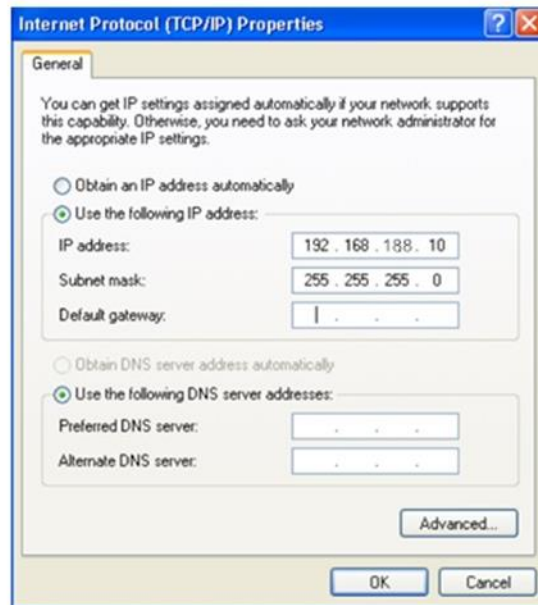 Internet Protocol (TCP/IP) Properties
General
You can get IP settings assigned automatically if your network supports
this capability. Otherwise, you need to ask your network administrator for
the appropriate IP settings.
Obtain an IP address automatically
Use the following IP address:
IP address: 192 . 168 . 188 . 10
Subnet mask: 255 . 255 . 255 . 0
Default gateway: . . .
Obtain DNS server address automatically
Use the following DNS server addresses:
Preferred DNS server: . . .
Alternate DNS server: . . .
Advanced...
OK Cancel